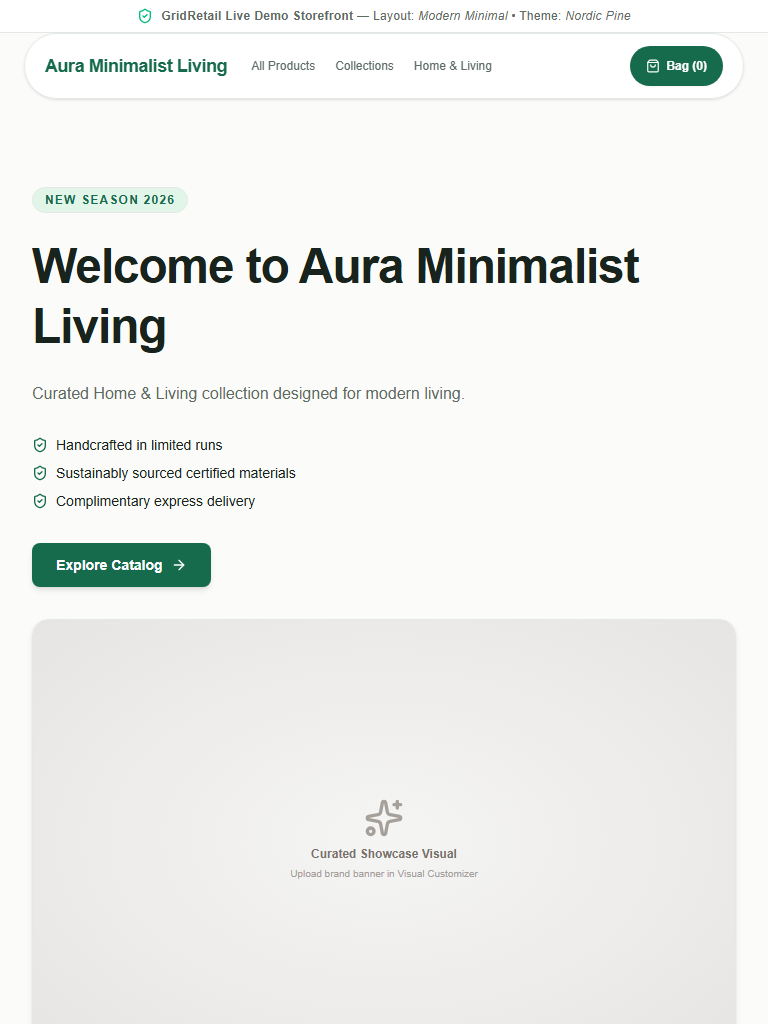 GridRetail Live Demo Storefront — Layout: Modern Minimal • Theme: Nordic Pine
Aura Minimalist Living
All Products
Collections
Home & Living
Bag (0)
NEW SEASON 2026
Welcome to Aura Minimalist
Living
Curated Home & Living collection designed for modern living.
Handcrafted in limited runs
Sustainably sourced certified materials
Complimentary express delivery
Explore Catalog
Curated Showcase Visual
Upload brand banner in Visual Customizer